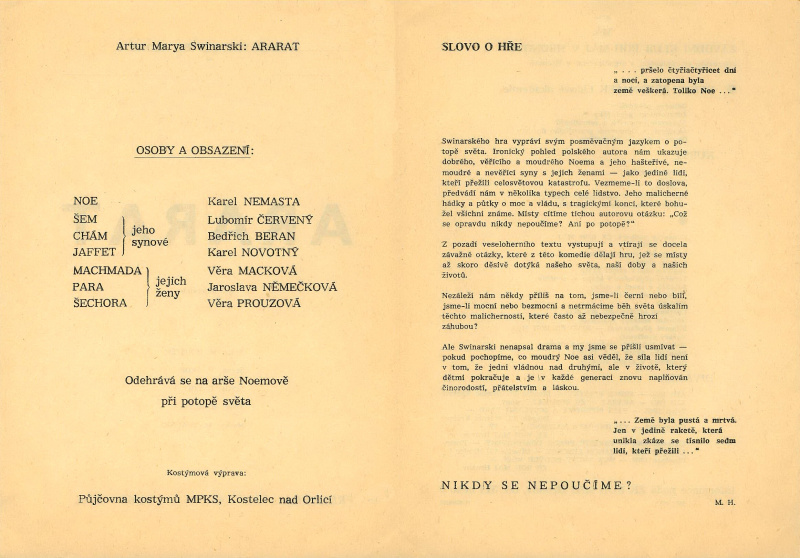 Artur Marya Swinarski: ARARAT
OSOBY A OBSAZENÍ:
NOE Karel NEMASTA
ŠEM Lubomír ČERVENÝ
CHÁM Bedřich BERAN
JAFFET Karel NOVOTNÝ
jeho
synové
MACHMADA Věra MACKOVÁ
PARA Jaroslava NĚMEČKOVÁ
ŠECHORA Věra PROUZOVÁ
jejich
ženy
Odehrává se na arše Noemově
při potopě světa
Kostýmová výprava:
Půjčovna kostýmů MPKS, Kostelec nad Orlicí
SLOVO O HŘE
„ . . . pršelo čtyřiačtyřicet dní
a nocí, a zatopena byla
země veškerá. Toliko Noe . . .“
Swinarského hra vypráví svým posměvačným jazykem o po-
topě světa. Ironický pohled polského autora nám ukazuje
dobrého, věřícího a moudrého Noema a jeho hašteřivé, ne-
moudré a nevěřící syny s jejich ženami — jako jediné lidi,
kteří přežili celosvětovou katastrofu. Vezmeme-li to doslova,
předvádí nám v několika typech celé lidstvo. Jeho malicherné
hádky a půtky o moc a vládu, s tragickými konci, které bohu-
žel všichni známe. Místy cítíme tichou autorovu otázku: „Což
se opravdu nikdy nepoučíme? Ani po potopě?“
Z pozadí veseloherního textu vystupují a vtírají se docela
závažné otázky, které z této komedie dělají hru, jež se místy
až skoro děsivě dotýká našeho světa, naší doby a našich
životů.
Nezáleží nám někdy příliš na tom, jsme-li černí nebo bílí,
jsme-li mocní nebo bezmocní a netrmácíme běh světa úskalím
těchto malicherností, které často až nebezpečně hrozí
záhubou?
Ale Swinarski nenapsal drama a my jsme se přišli usmívat —
pokud pochopíme, co moudrý Noe asi věděl, že síla lidí není
v tom, že jedni vládnou nad druhými, ale v životě, který
dětmi pokračuje a je v každé generaci znovu naplňován
činorodostí, přátelstvím a láskou.
„ . . . Země byla pustá a mrtvá.
Jen v jediné raketě, která
unikla zkáze se tísnilo sedm
lidí, kteří přežili . . .“
NIKDY SE NEPOUČÍME?
M. H.